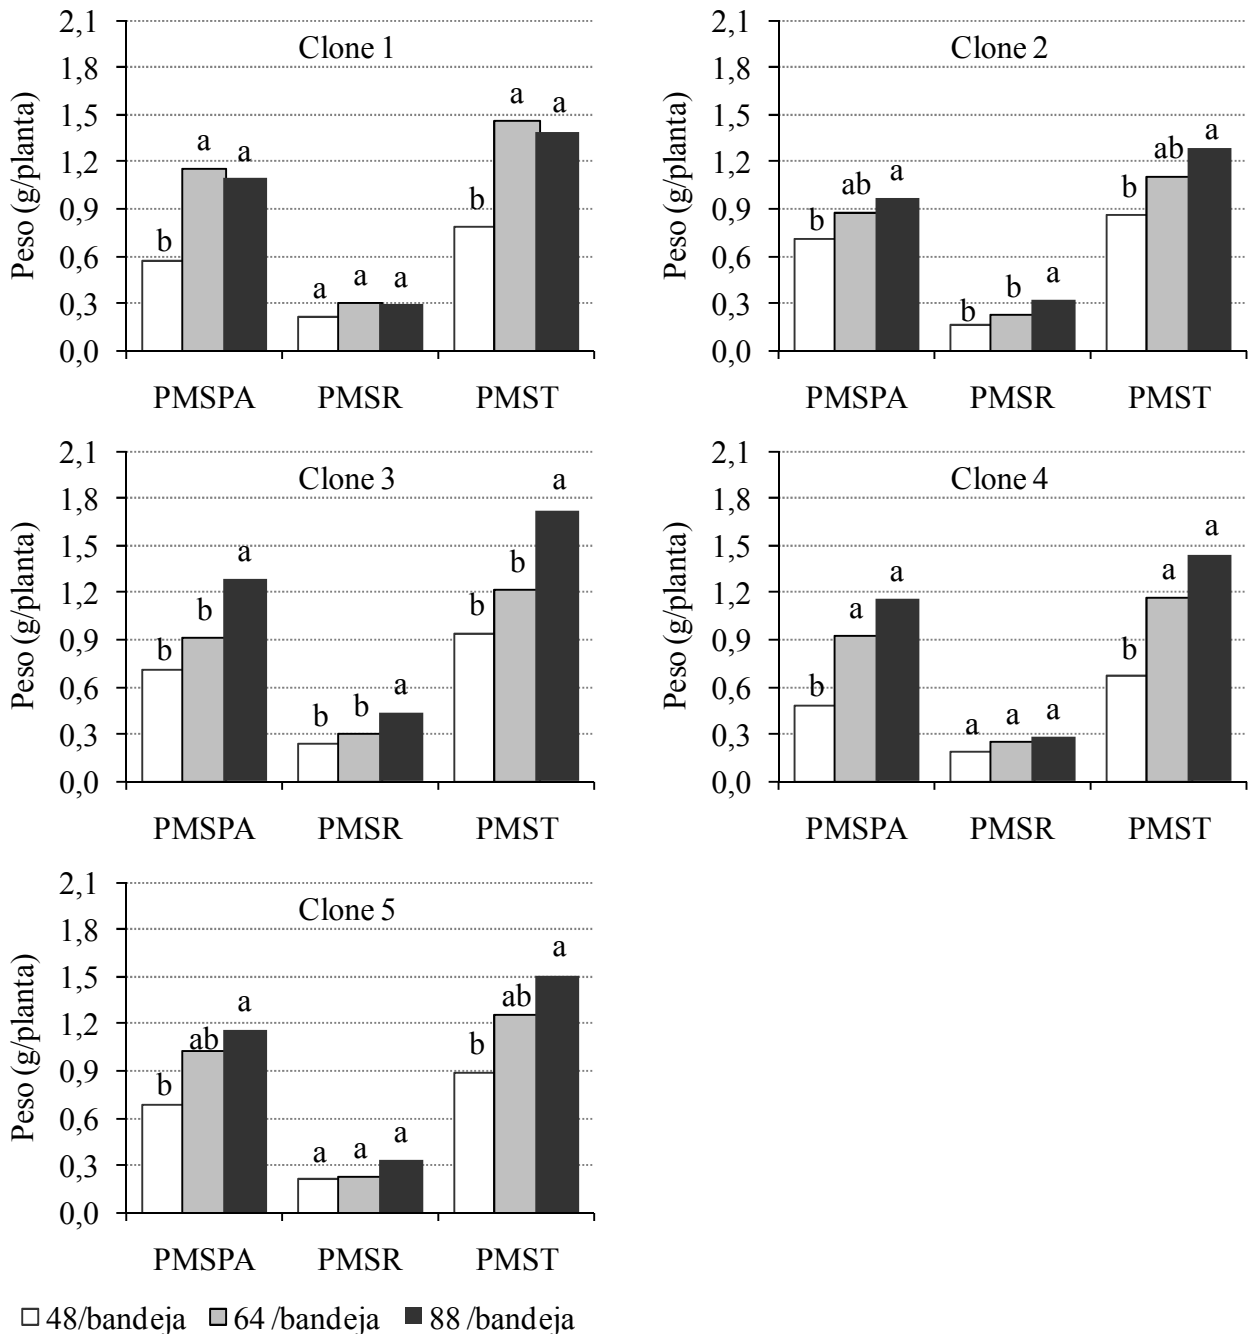 Clone 1
Peso (g/planta)
2,1
1,8
1,5
1,2
0,9
0,6
0,3
0,0
b a a
a a a
b a a
PMSPA PMSR PMST
Clone 2
Peso (g/planta)
2,1
1,8
1,5
1,2
0,9
0,6
0,3
0,0
b ab a
b b a
b ab a
PMSPA PMSR PMST
Clone 3
Peso (g/planta)
2,1
1,8
1,5
1,2
0,9
0,6
0,3
0,0
b b a
b b a
b b a
PMSPA PMSR PMST
Clone 4
Peso (g/planta)
2,1
1,8
1,5
1,2
0,9
0,6
0,3
0,0
b a a
a a a
b a a
PMSPA PMSR PMST
Clone 5
Peso (g/planta)
2,1
1,8
1,5
1,2
0,9
0,6
0,3
0,0
b ab a
a a a
b ab a
PMSPA PMSR PMST
48/bandeja 64 /bandeja 88 /bandeja